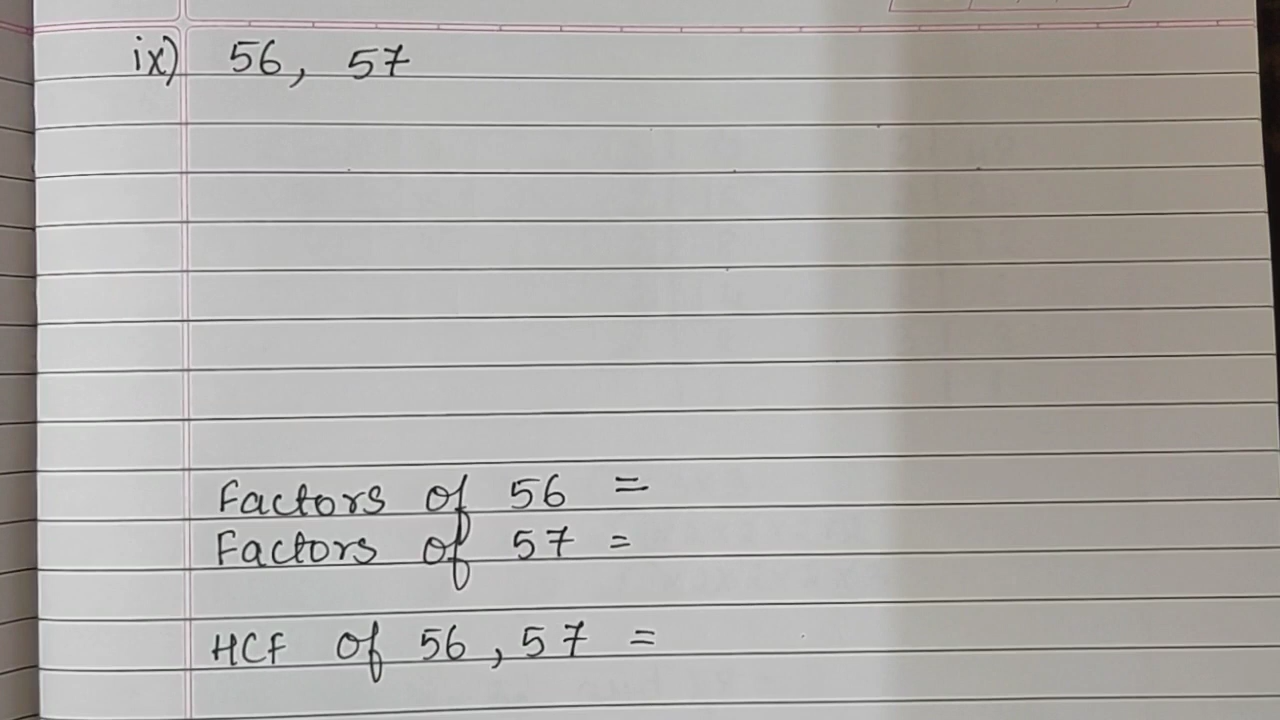 ix) 56, 57
Factors of 56 =
Factors of 57 =
HCF of 56, 57 =